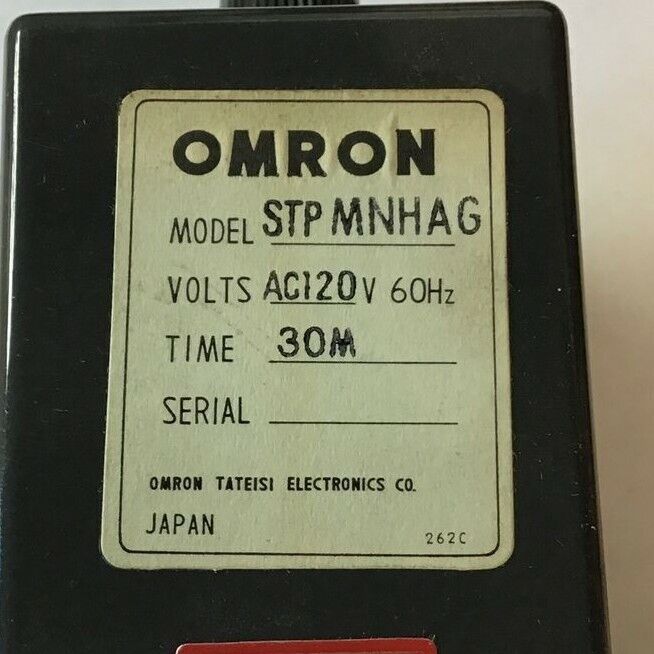 OMRON
MODEL STP MNHAG
VOLTS AC120V 60Hz
TIME 30M
SERIAL
OMRON TATEISI ELECTRONICS CO.
JAPAN
262C